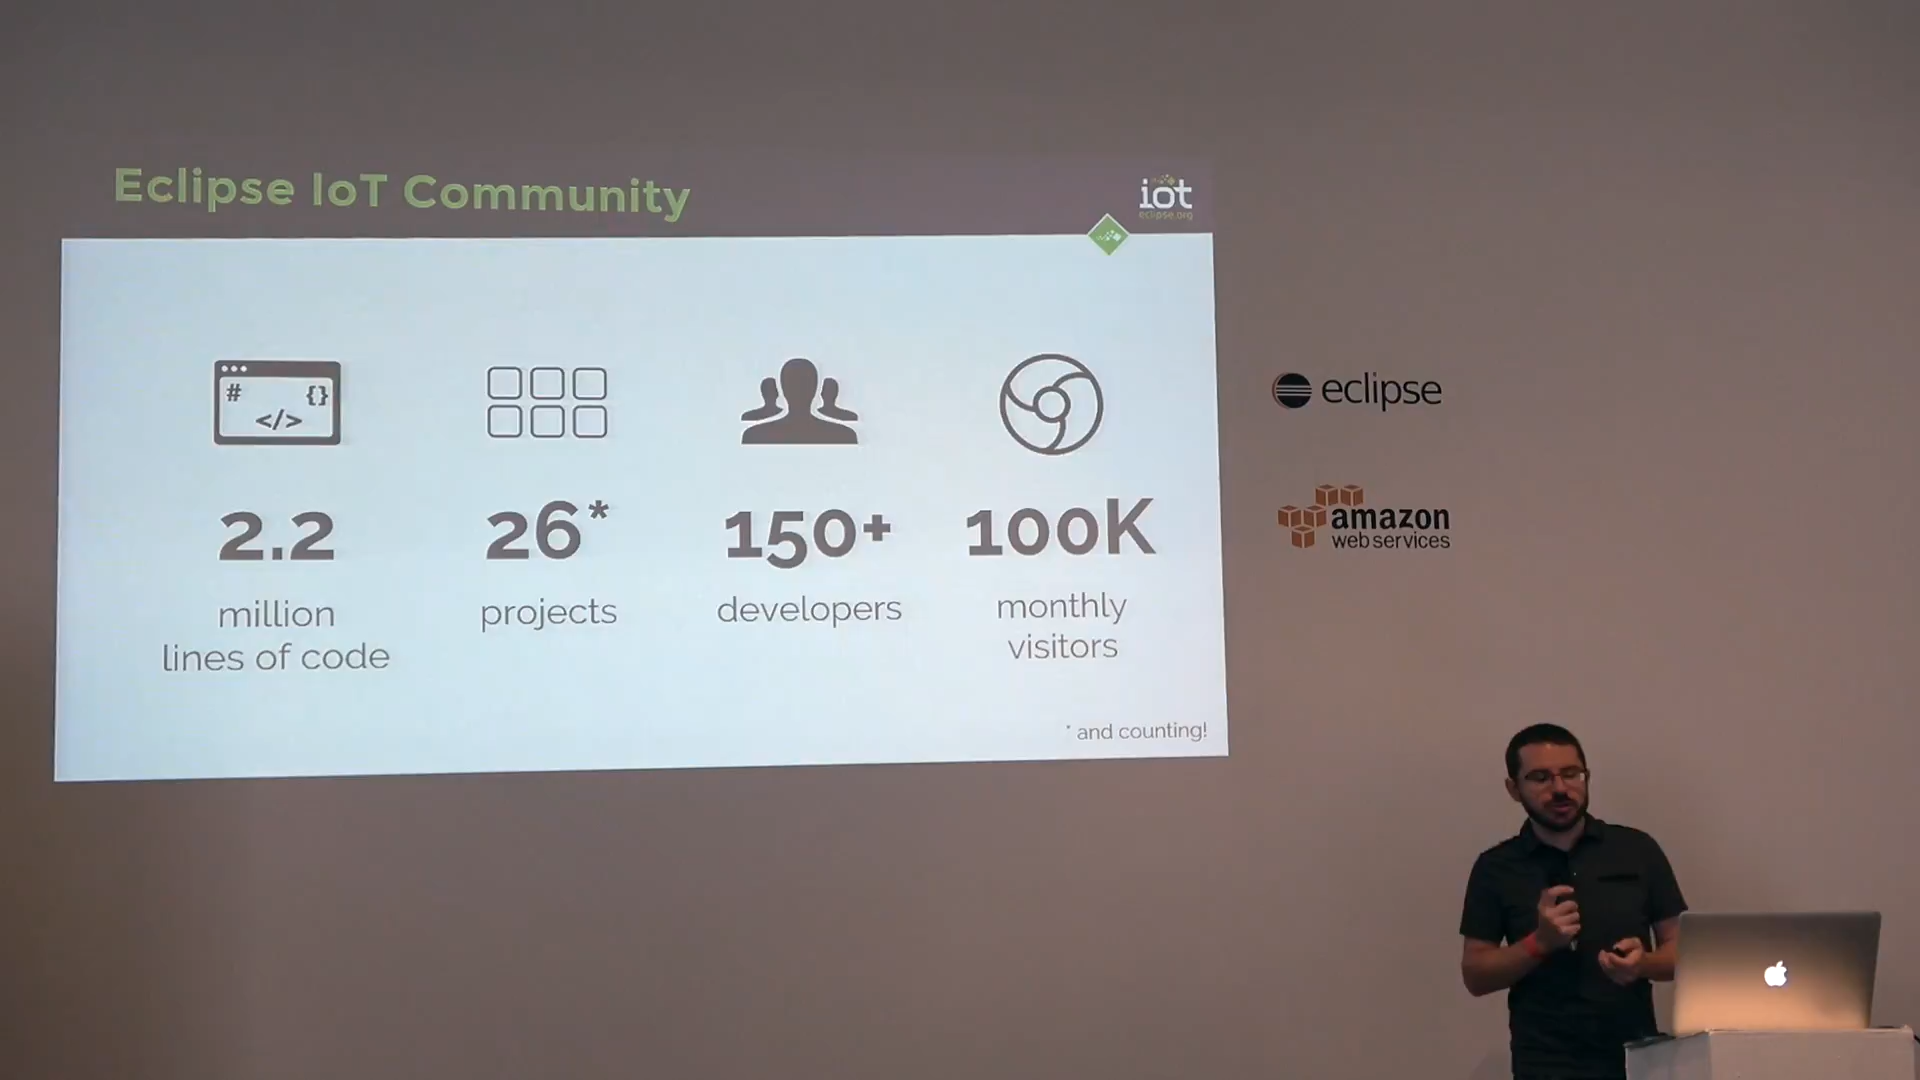 Eclipse IoT Community
iot
eclipse.org
# {}
</>
2.2
26*
150+
100K
million
lines of code
projects
developers
monthly
visitors
* and counting!
eclipse
amazon
web services